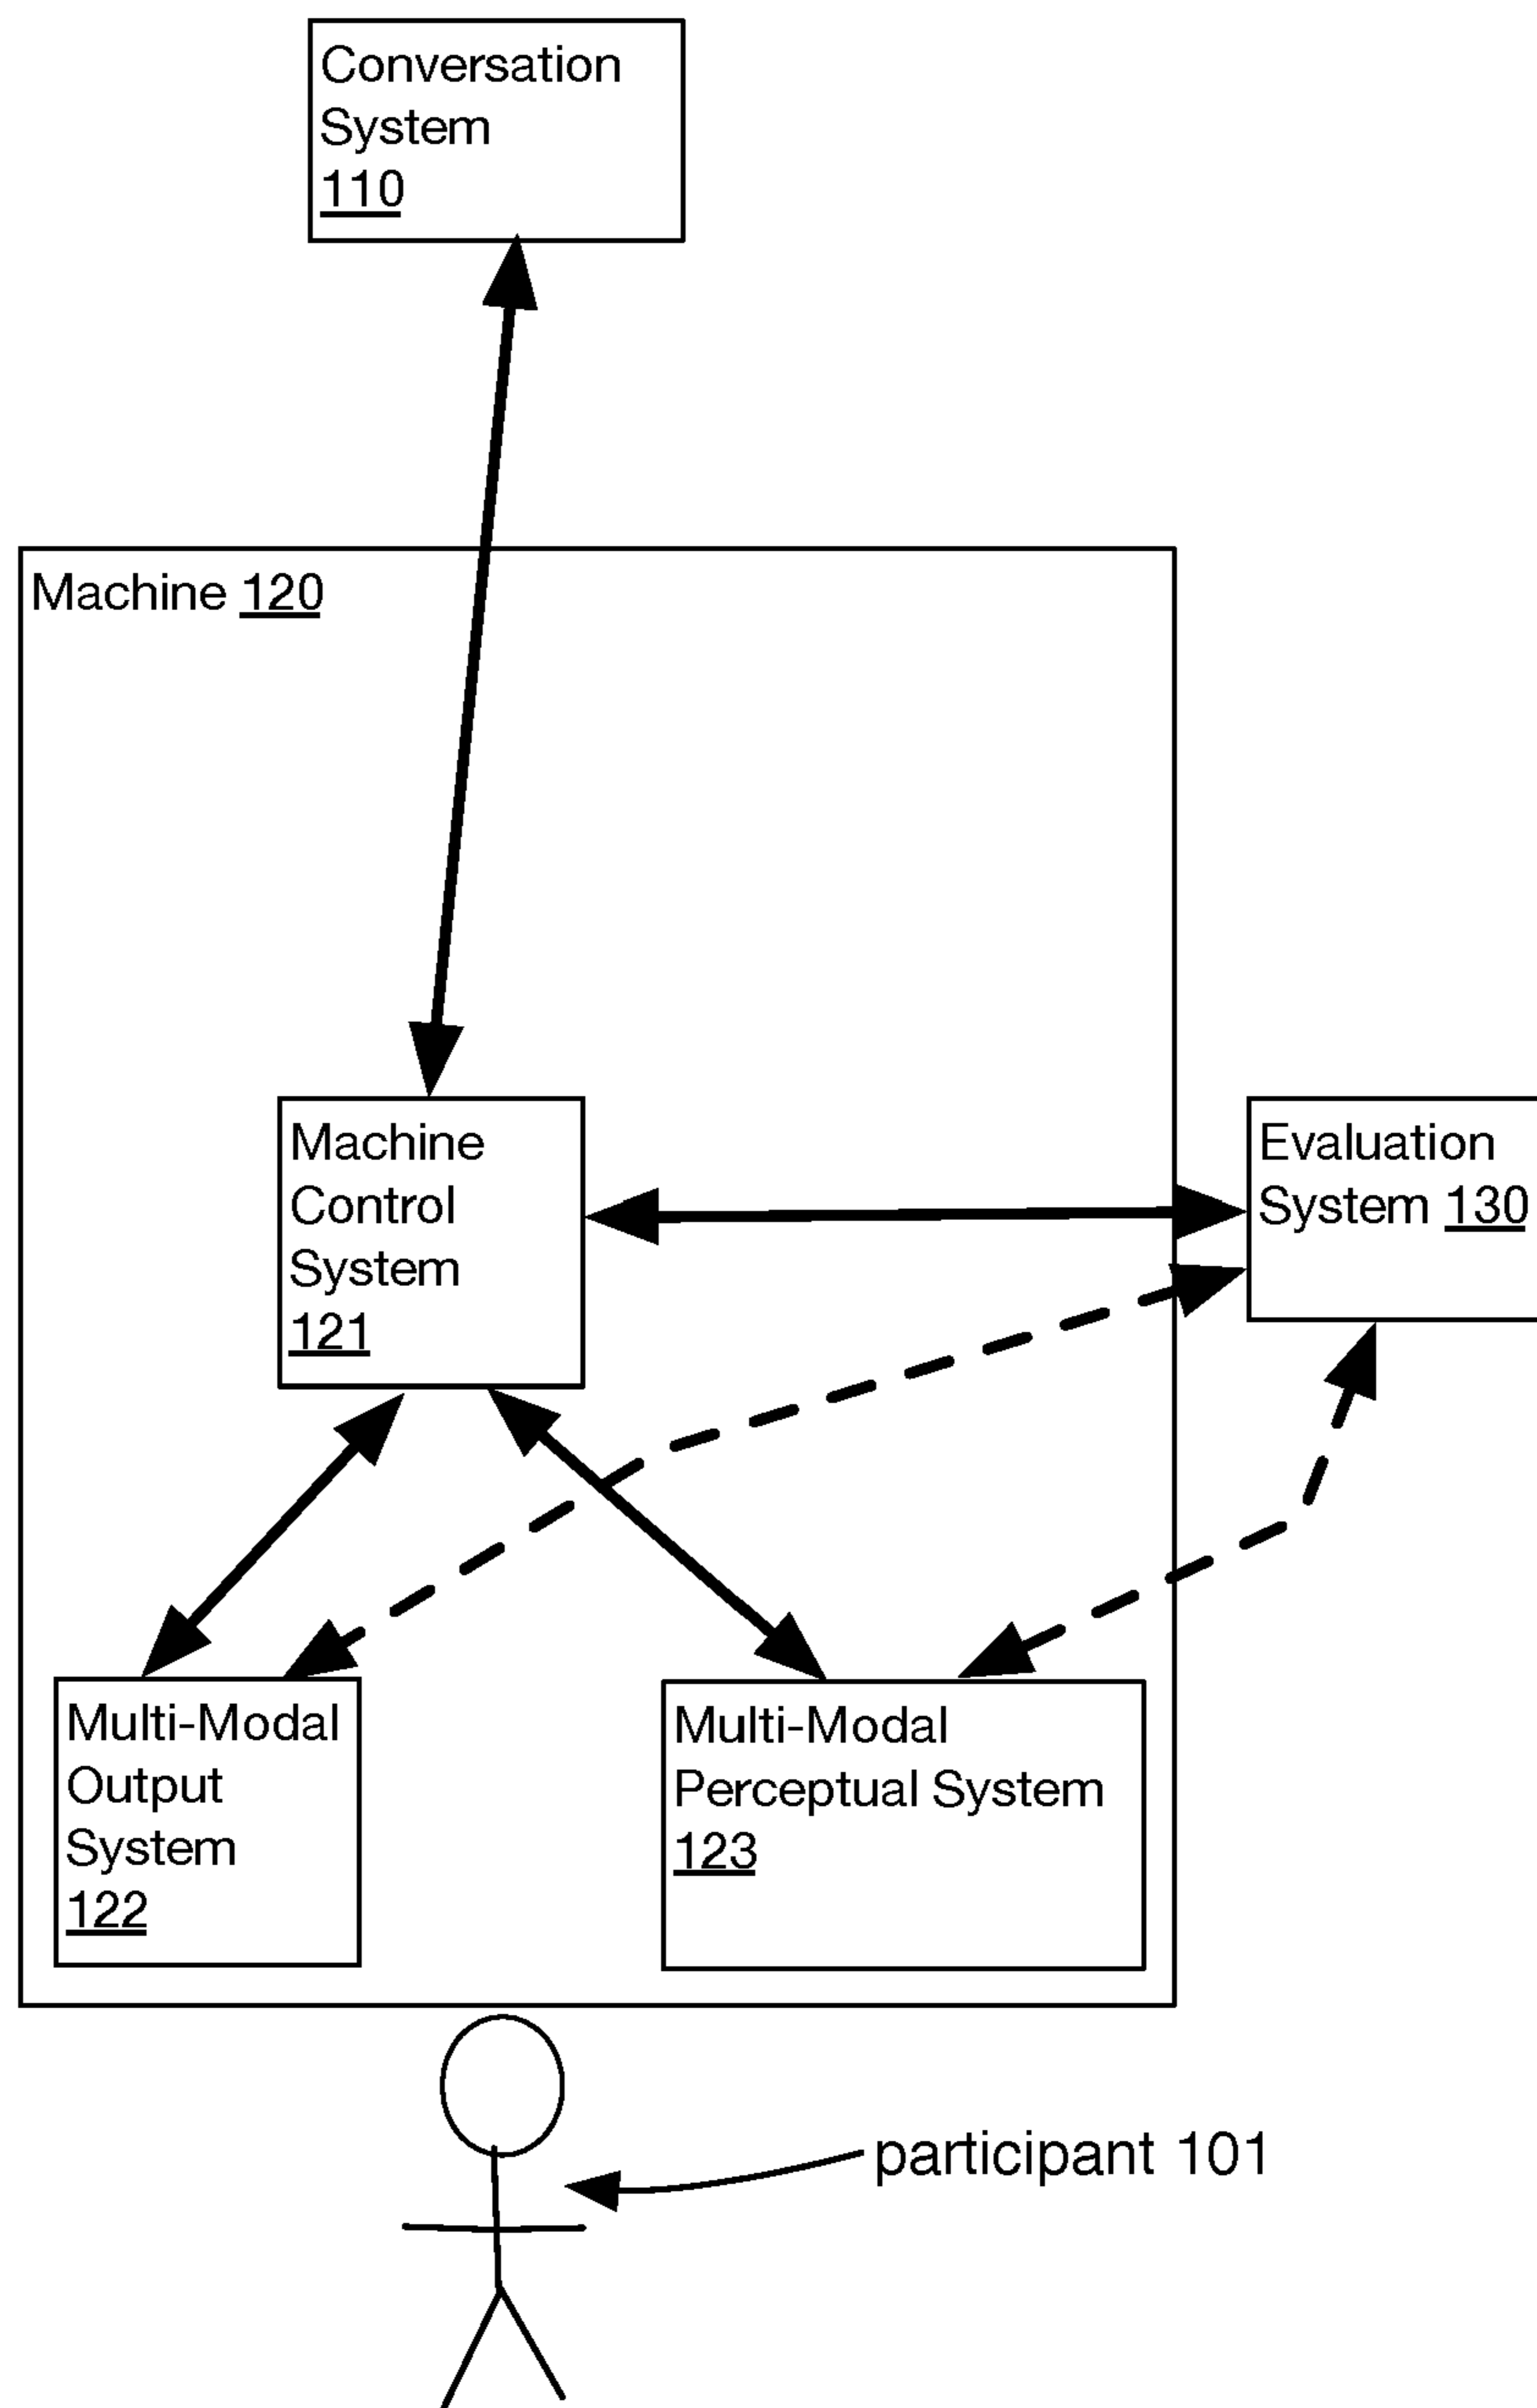 Conversation
System
110
Machine 120
Machine
Control
System
121
Evaluation
System 130
Multi-Modal
Output
System
122
Multi-Modal
Perceptual System
123
participant 101